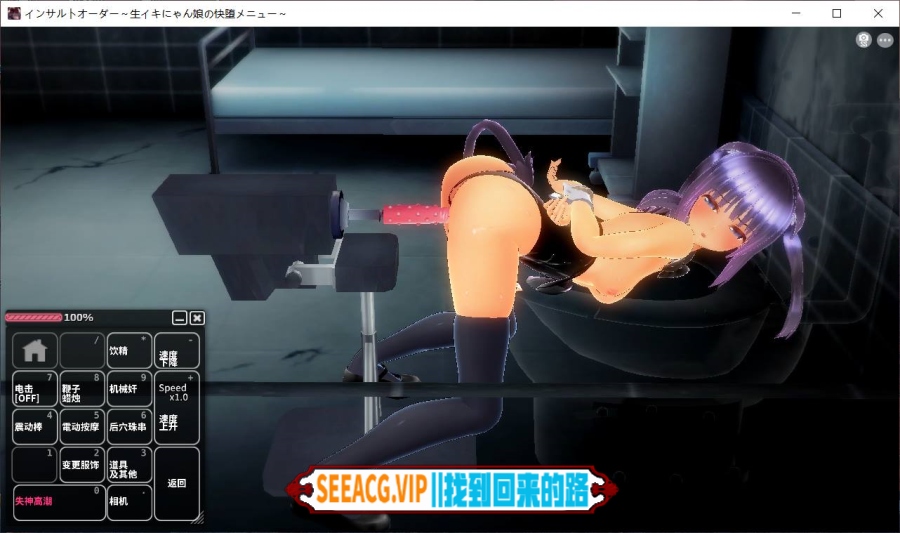 インサルトオーダー~生イキにゃん娘の快堕メニュー~
100%
/
饮精 *
速度下降 -
电击[OFF] 7
鞭子 蜡烛 8
机械奸 9
Speed x1.0 +
速度上升
震动棒 4
電动按摩 5
后穴珠串 6
1
变更服饰 2
道具及其他 3
返回
失神高潮 0
相机 .
SEEACG.VIP||找到回来的路